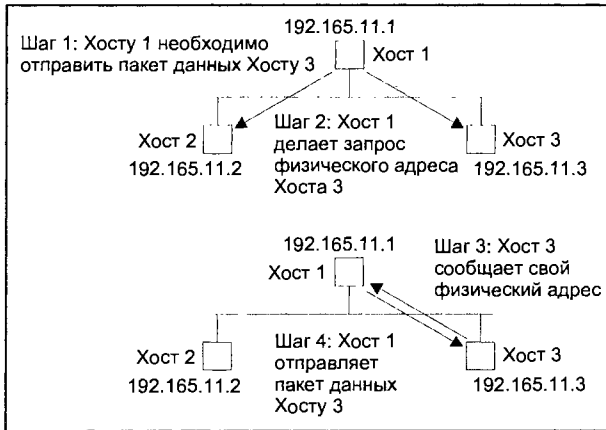 192.165.11.1
Шаг 1: Хосту 1 необходимо
отправить пакет данных Хосту 3
Хост 1
Хост 2
192.165.11.2
Шаг 2: Хост 1
делает запрос
физического адреса
Хоста 3
Хост 3
192.165.11.3
192.165.11.1
Хост 1
Шаг 3: Хост 3
сообщает свой
физический адрес
Хост 2
192.165.11.2
Шаг 4: Хост 1
отправляет
пакет данных
Хосту 3
Хост 3
192.165.11.3